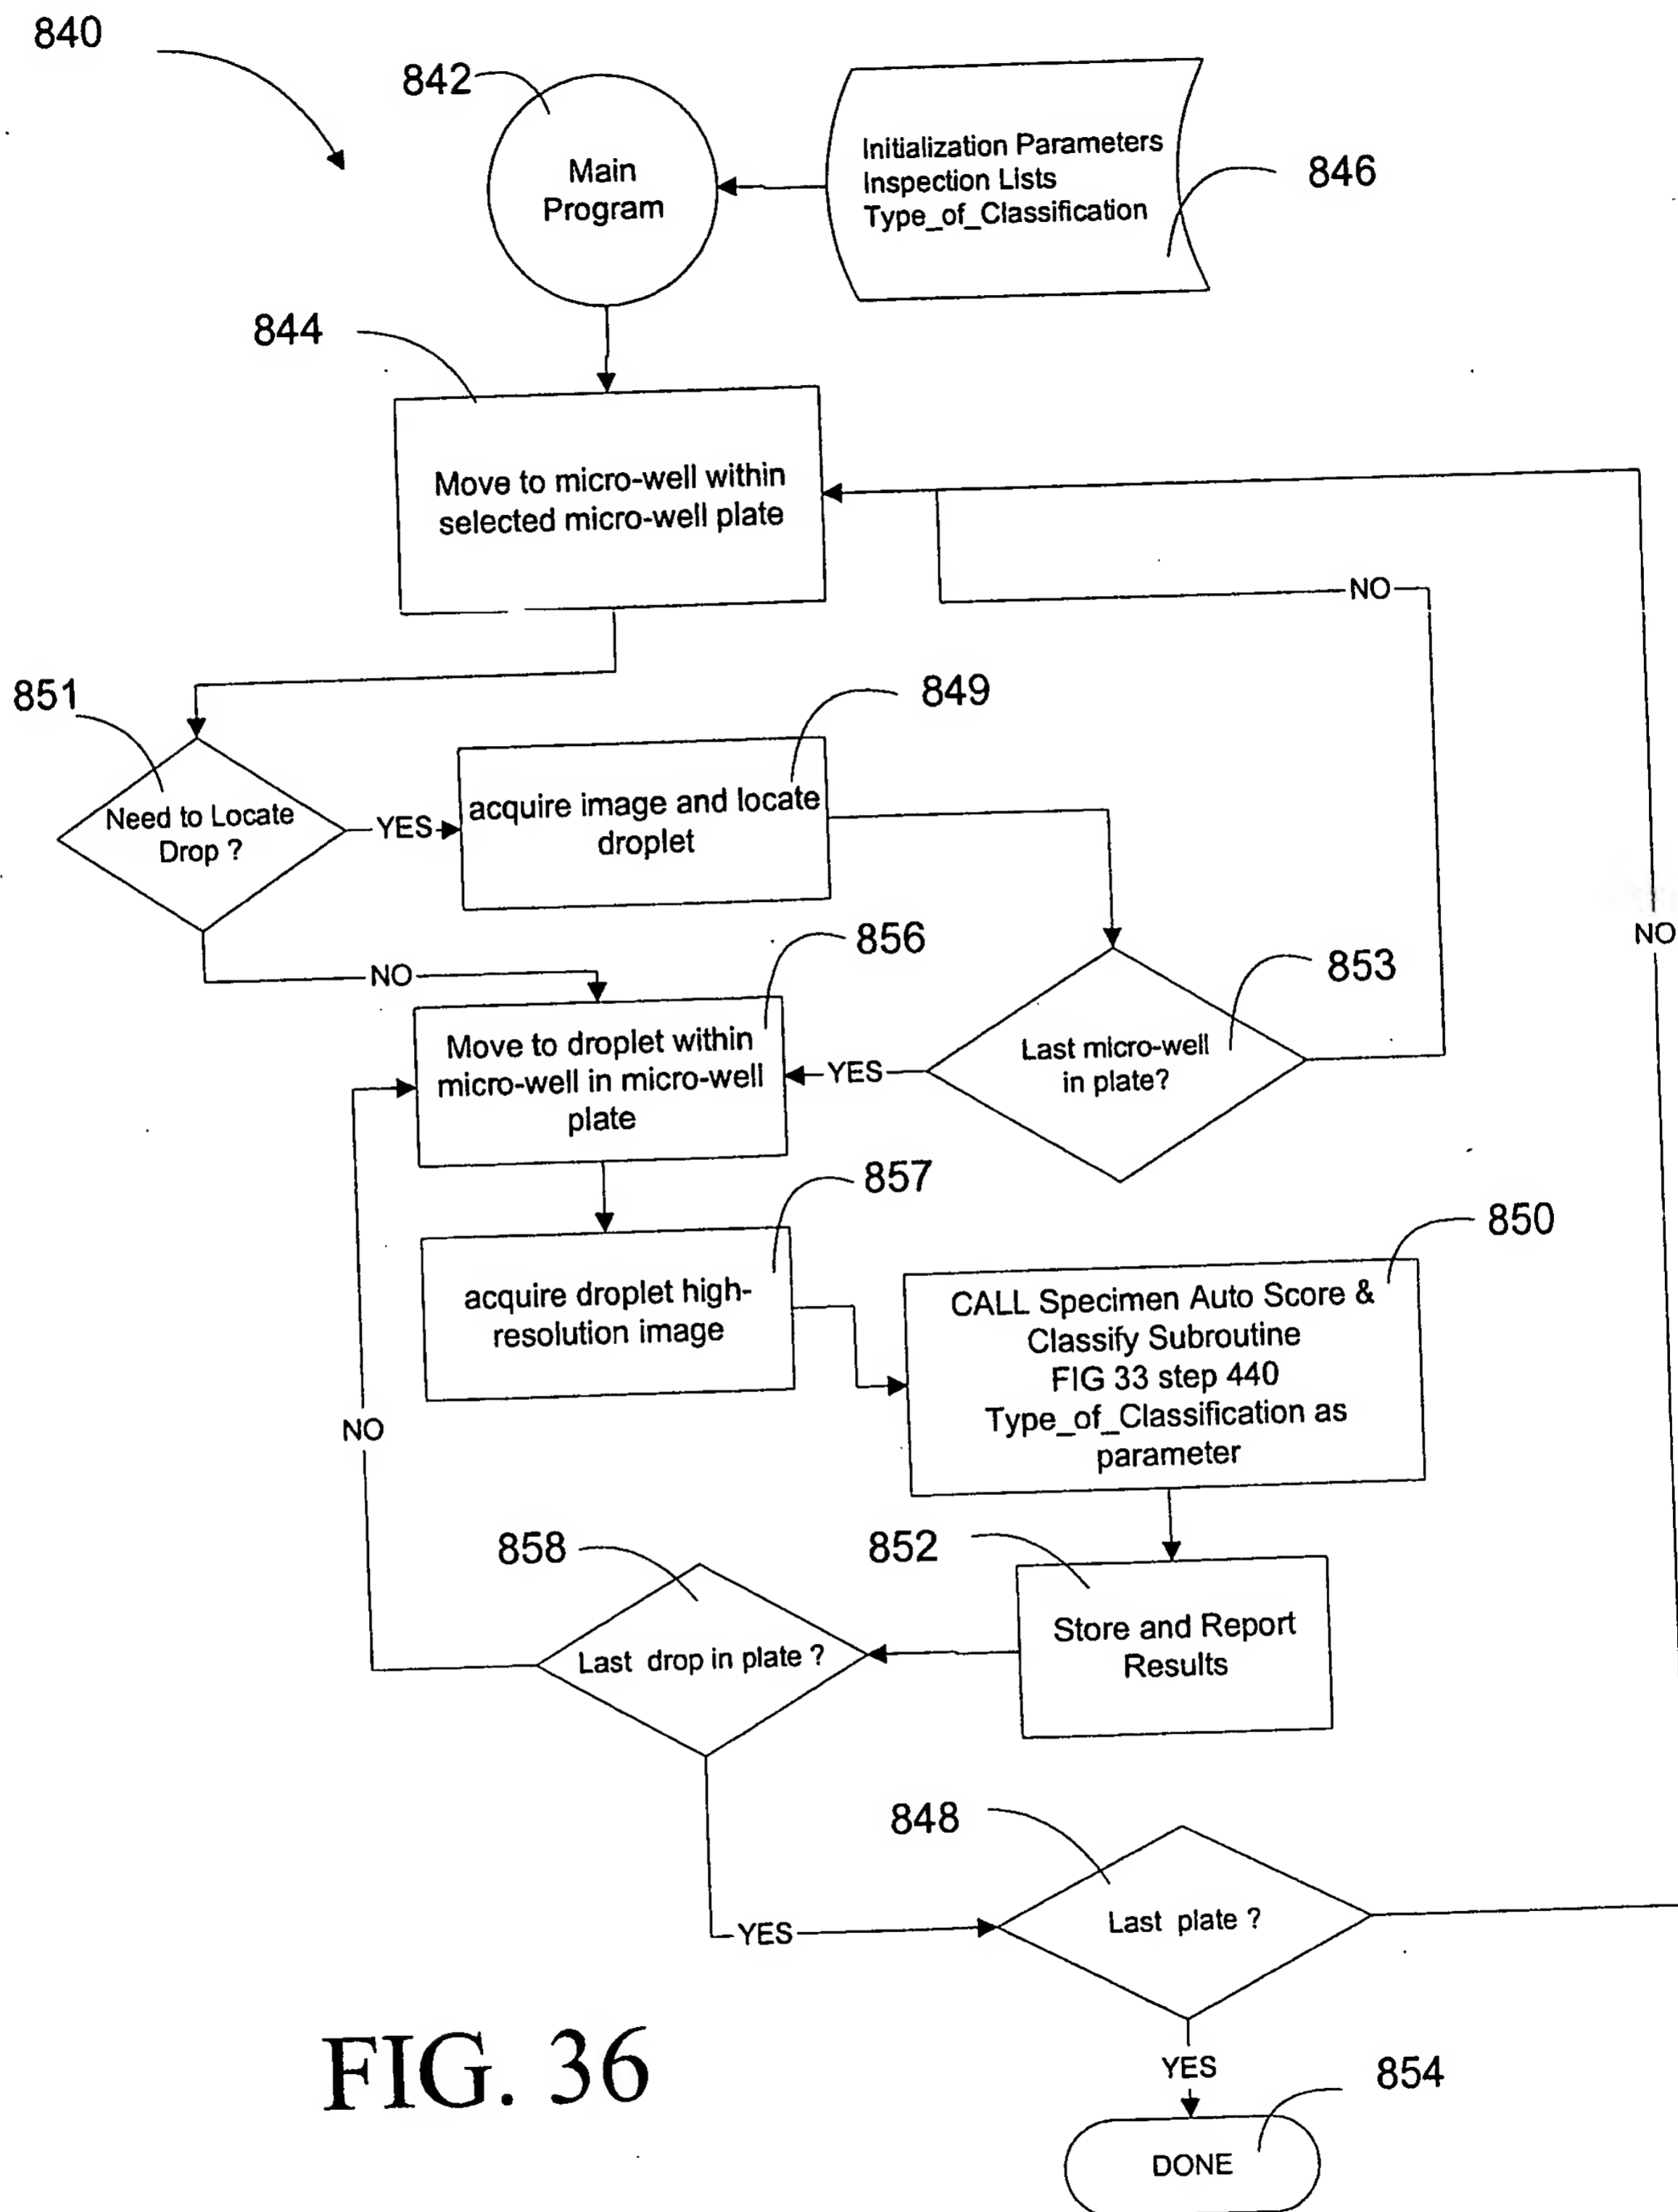 840
842
Main
Program
Initialization Parameters
Inspection Lists
Type_of_Classification
846
844
Move to micro-well within
selected micro-well plate
NO
851
Need to Locate
Drop ?
YES
849
acquire image and locate
droplet
NO
856
Move to droplet within
micro-well in micro-well
plate
YES
853
Last micro-well
in plate?
NO
857
acquire droplet high-
resolution image
850
CALL Specimen Auto Score &
Classify Subroutine
FIG 33 step 440
Type_of_Classification as
parameter
NO
858
Last drop in plate ?
852
Store and Report
Results
848
YES
Last plate ?
YES
854
DONE
FIG. 36